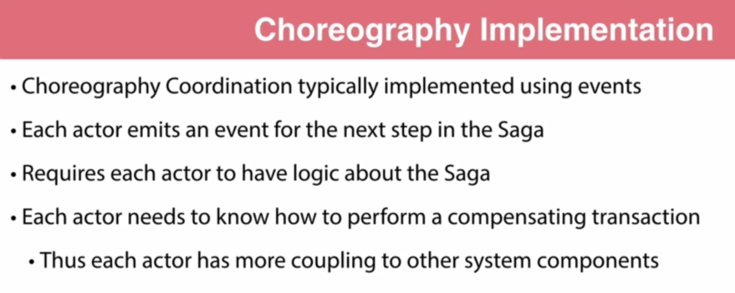 Choreography Implementation
• Choreography Coordination typically implemented using events
• Each actor emits an event for the next step in the Saga
• Requires each actor to have logic about the Saga
• Each actor needs to know how to perform a compensating transaction
• Thus each actor has more coupling to other system components